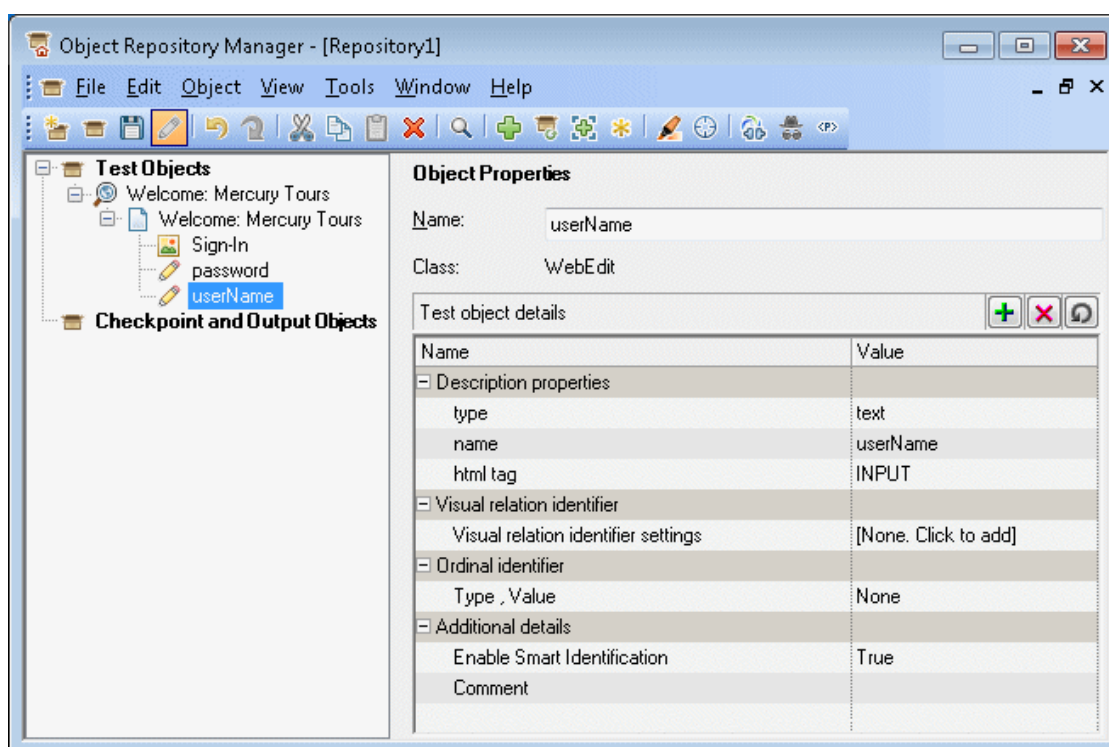 Object Repository Manager - [Repository1]
File Edit Object View Tools Window Help
<P>
Test Objects
Welcome: Mercury Tours
Welcome: Mercury Tours
Sign-In
password
userName
Checkpoint and Output Objects
Object Properties
Name: userName
Class: WebEdit
Test object details
Name Value
Description properties
type text
name userName
html tag INPUT
Visual relation identifier
Visual relation identifier settings [None. Click to add]
Ordinal identifier
Type , Value None
Additional details
Enable Smart Identification True
Comment